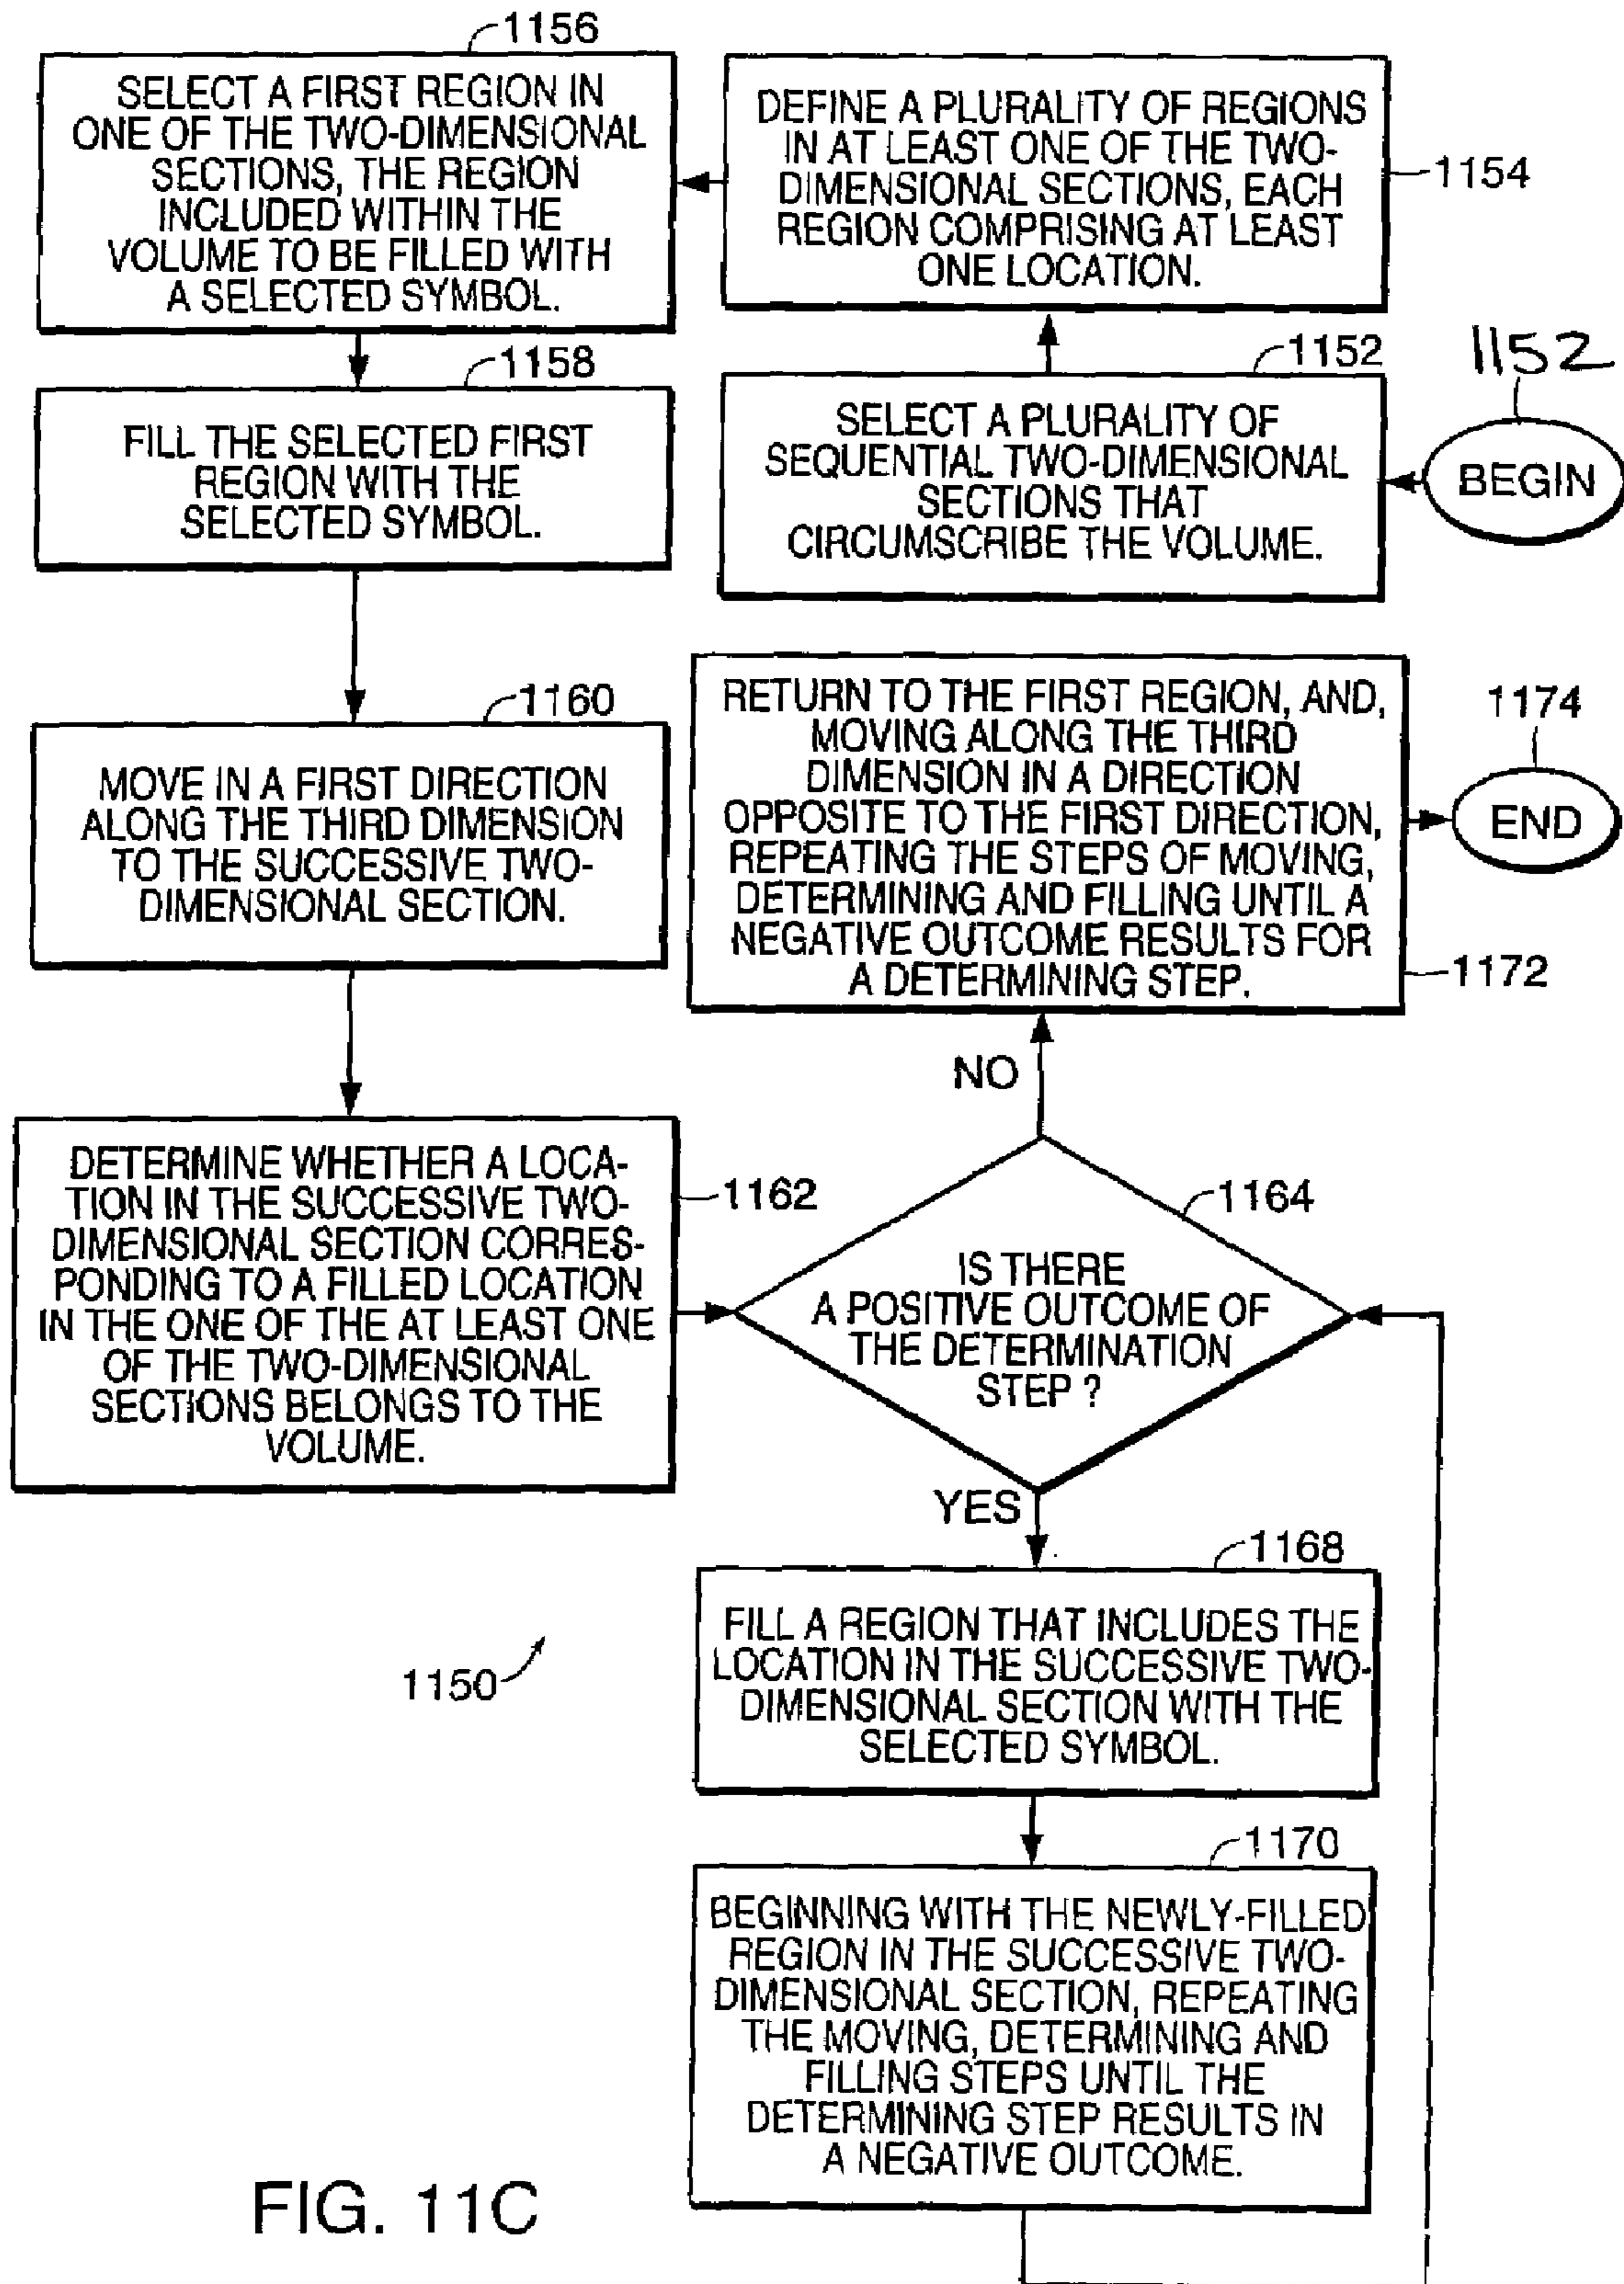 1152
BEGIN
1152
SELECT A PLURALITY OF
SEQUENTIAL TWO-DIMENSIONAL
SECTIONS THAT
CIRCUMSCRIBE THE VOLUME.
DEFINE A PLURALITY OF REGIONS
IN AT LEAST ONE OF THE TWO-
DIMENSIONAL SECTIONS, EACH
REGION COMPRISING AT LEAST
ONE LOCATION.
1154
1156
SELECT A FIRST REGION IN
ONE OF THE TWO-DIMENSIONAL
SECTIONS, THE REGION
INCLUDED WITHIN THE
VOLUME TO BE FILLED WITH
A SELECTED SYMBOL.
1158
FILL THE SELECTED FIRST
REGION WITH THE
SELECTED SYMBOL.
1160
MOVE IN A FIRST DIRECTION
ALONG THE THIRD DIMENSION
TO THE SUCCESSIVE TWO-
DIMENSIONAL SECTION.
DETERMINE WHETHER A LOCA-
TION IN THE SUCCESSIVE TWO-
DIMENSIONAL SECTION CORRES-
PONDING TO A FILLED LOCATION
IN THE ONE OF THE AT LEAST ONE
OF THE TWO-DIMENSIONAL
SECTIONS BELONGS TO THE
VOLUME.
1162
1164
IS THERE
A POSITIVE OUTCOME OF
THE DETERMINATION
STEP ?
NO
RETURN TO THE FIRST REGION, AND,
MOVING ALONG THE THIRD
DIMENSION IN A DIRECTION
OPPOSITE TO THE FIRST DIRECTION,
REPEATING THE STEPS OF MOVING,
DETERMINING AND FILLING UNTIL A
NEGATIVE OUTCOME RESULTS FOR
A DETERMINING STEP.
1172
1174
END
YES
1168
FILL A REGION THAT INCLUDES THE
LOCATION IN THE SUCCESSIVE TWO-
DIMENSIONAL SECTION WITH THE
SELECTED SYMBOL.
1170
BEGINNING WITH THE NEWLY-FILLED
REGION IN THE SUCCESSIVE TWO-
DIMENSIONAL SECTION, REPEATING
THE MOVING, DETERMINING AND
FILLING STEPS UNTIL THE
DETERMINING STEP RESULTS IN
A NEGATIVE OUTCOME.
1150
FIG. 11C